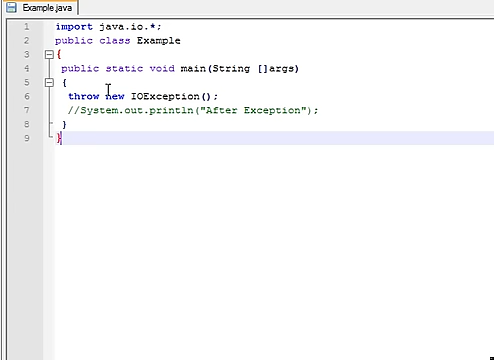 Example.java
1 import java.io.*;
2 public class Example
3 {
4 public static void main(String []args)
5 {
6 throw new IOException();
7 //System.out.println("After Exception");
8 }
9 }